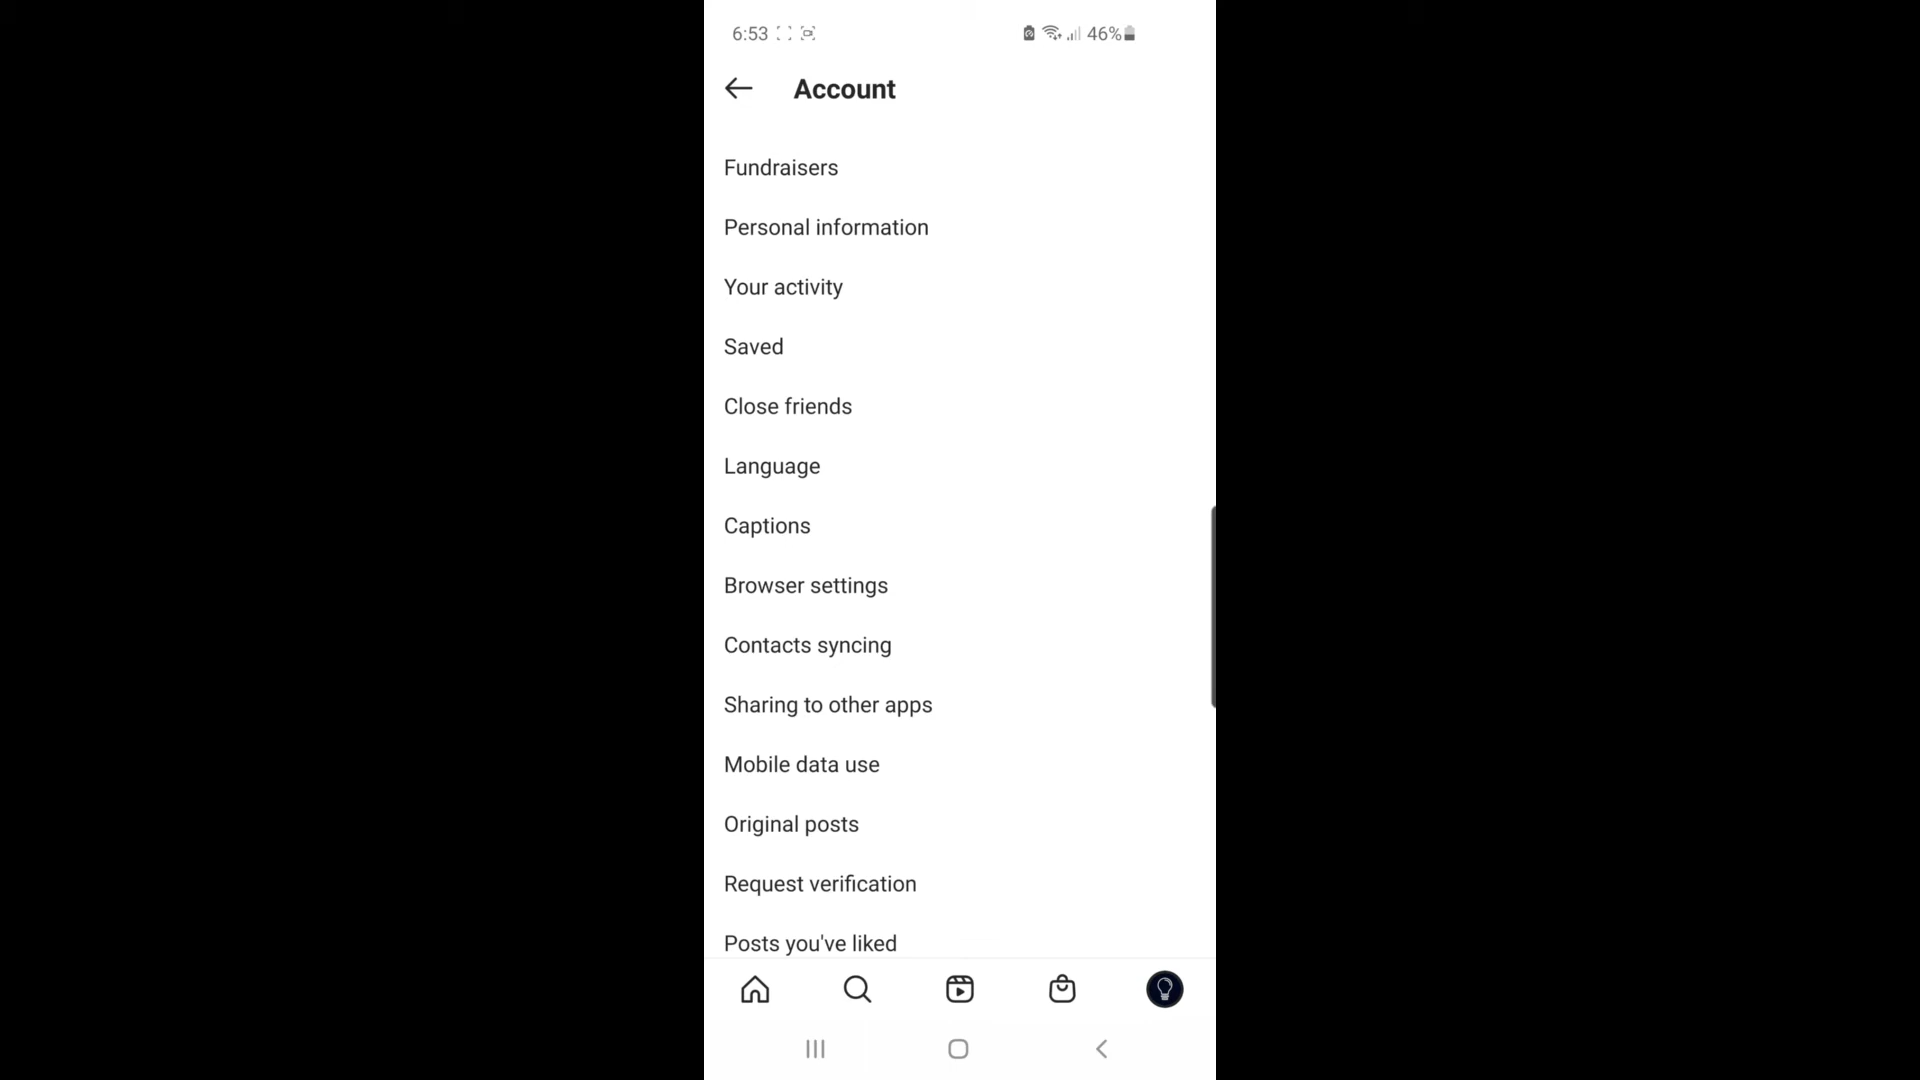 6:53 46%
Account
Fundraisers
Personal information
Your activity
Saved
Close friends
Language
Captions
Browser settings
Contacts syncing
Sharing to other apps
Mobile data use
Original posts
Request verification
Posts you've liked